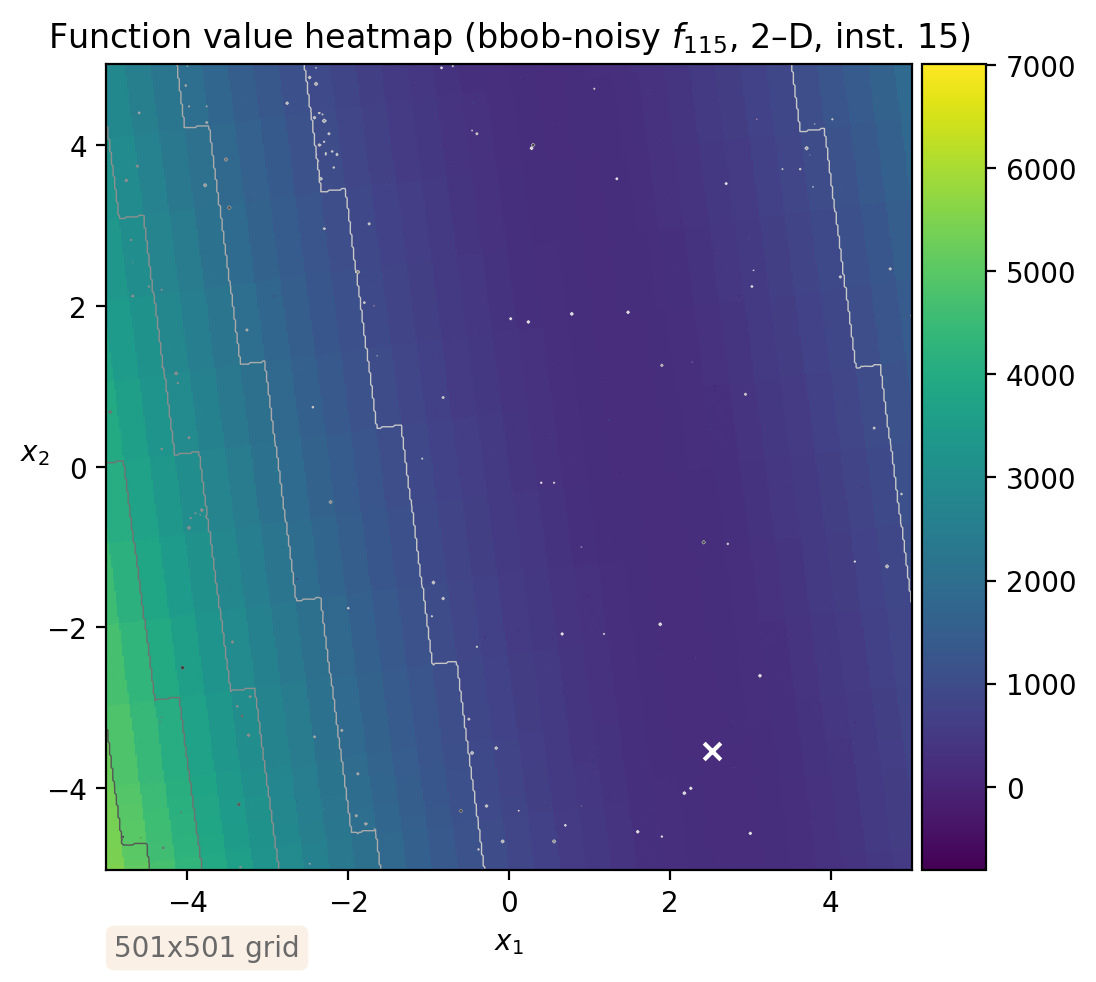 Function value heatmap (bbob-noisy f₁₁₅, 2–D, inst. 15)
7000
6000
5000
4000
3000
2000
1000
0
4
2
0
−2
−4
x₂
−4 −2 0 2 4
x₁
501x501 grid